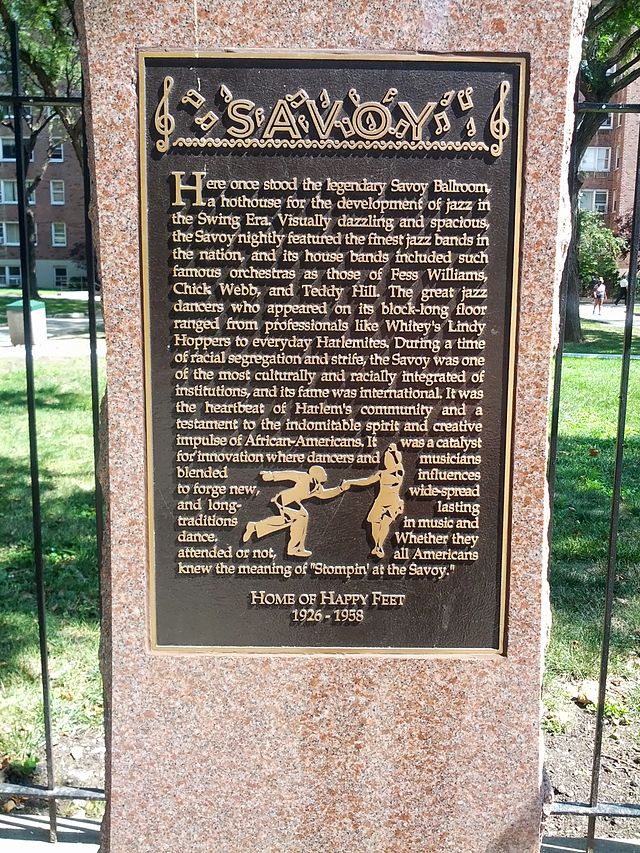 SAVOY
Here once stood the legendary Savoy Ballroom,
a hothouse for the development of jazz in
the Swing Era. Visually dazzling and spacious,
the Savoy nightly featured the finest jazz bands in
the nation, and its house bands included such
famous orchestras as those of Fess Williams,
Chick Webb, and Teddy Hill. The great jazz
dancers who appeared on its block-long floor
ranged from professionals like Whitey's Lindy
Hoppers to everyday Harlemites. During a time
of racial segregation and strife, the Savoy was one
of the most culturally and racially integrated of
institutions, and its fame was international. It was
the heartbeat of Harlem's community and a
testament to the indomitable spirit and creative
impulse of African-Americans. It was a catalyst
for innovation where dancers and musicians
blended influences
to forge new, wide-spread
and long- lasting
traditions in music and
dance. Whether they
attended or not, all Americans
knew the meaning of "Stompin' at the Savoy."
HOME OF HAPPY FEET
1926 - 1958